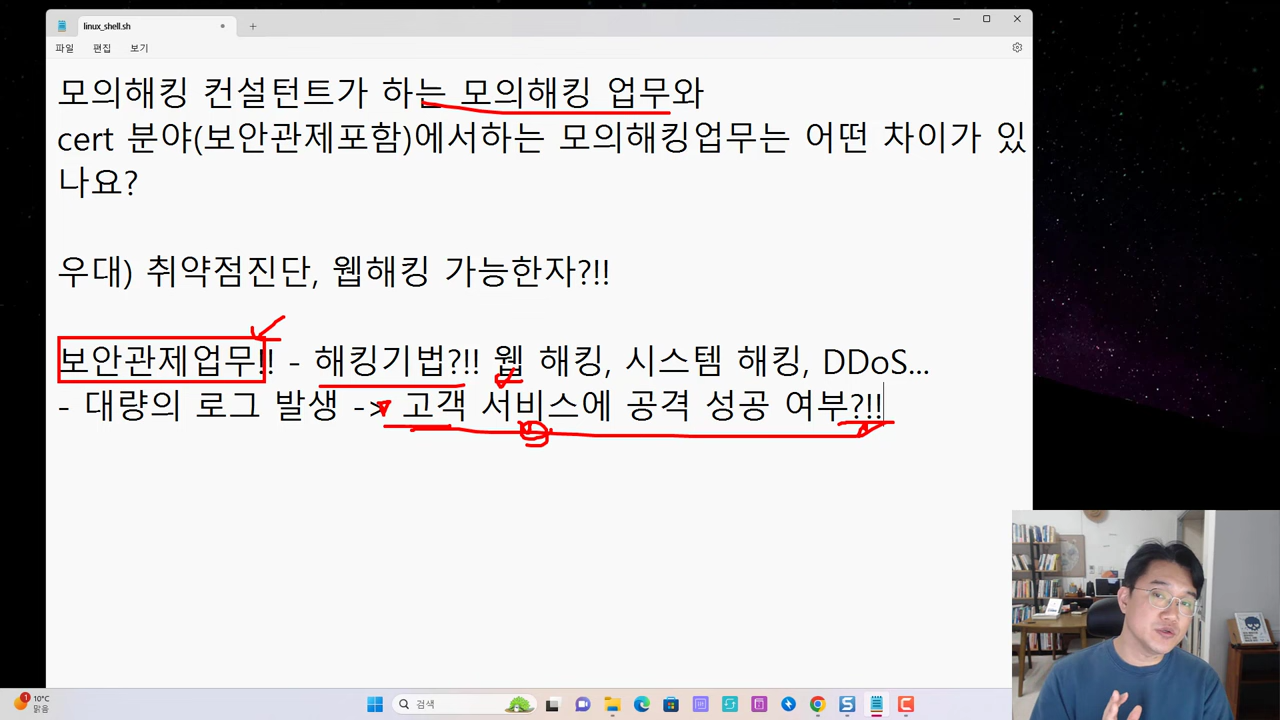 linux_shell.sh
파일 편집 보기
모의해킹 컨설턴트가 하는 모의해킹 업무와
cert 분야(보안관제포함)에서하는 모의해킹업무는 어떤 차이가 있
나요?
우대) 취약점진단, 웹해킹 가능한자?!!
보안관제업무!! - 해킹기법?!! 웹 해킹, 시스템 해킹, DDoS...
- 대량의 로그 발생 -> 고객 서비스에 공격 성공 여부?!!
1
10°C
맑음
검색